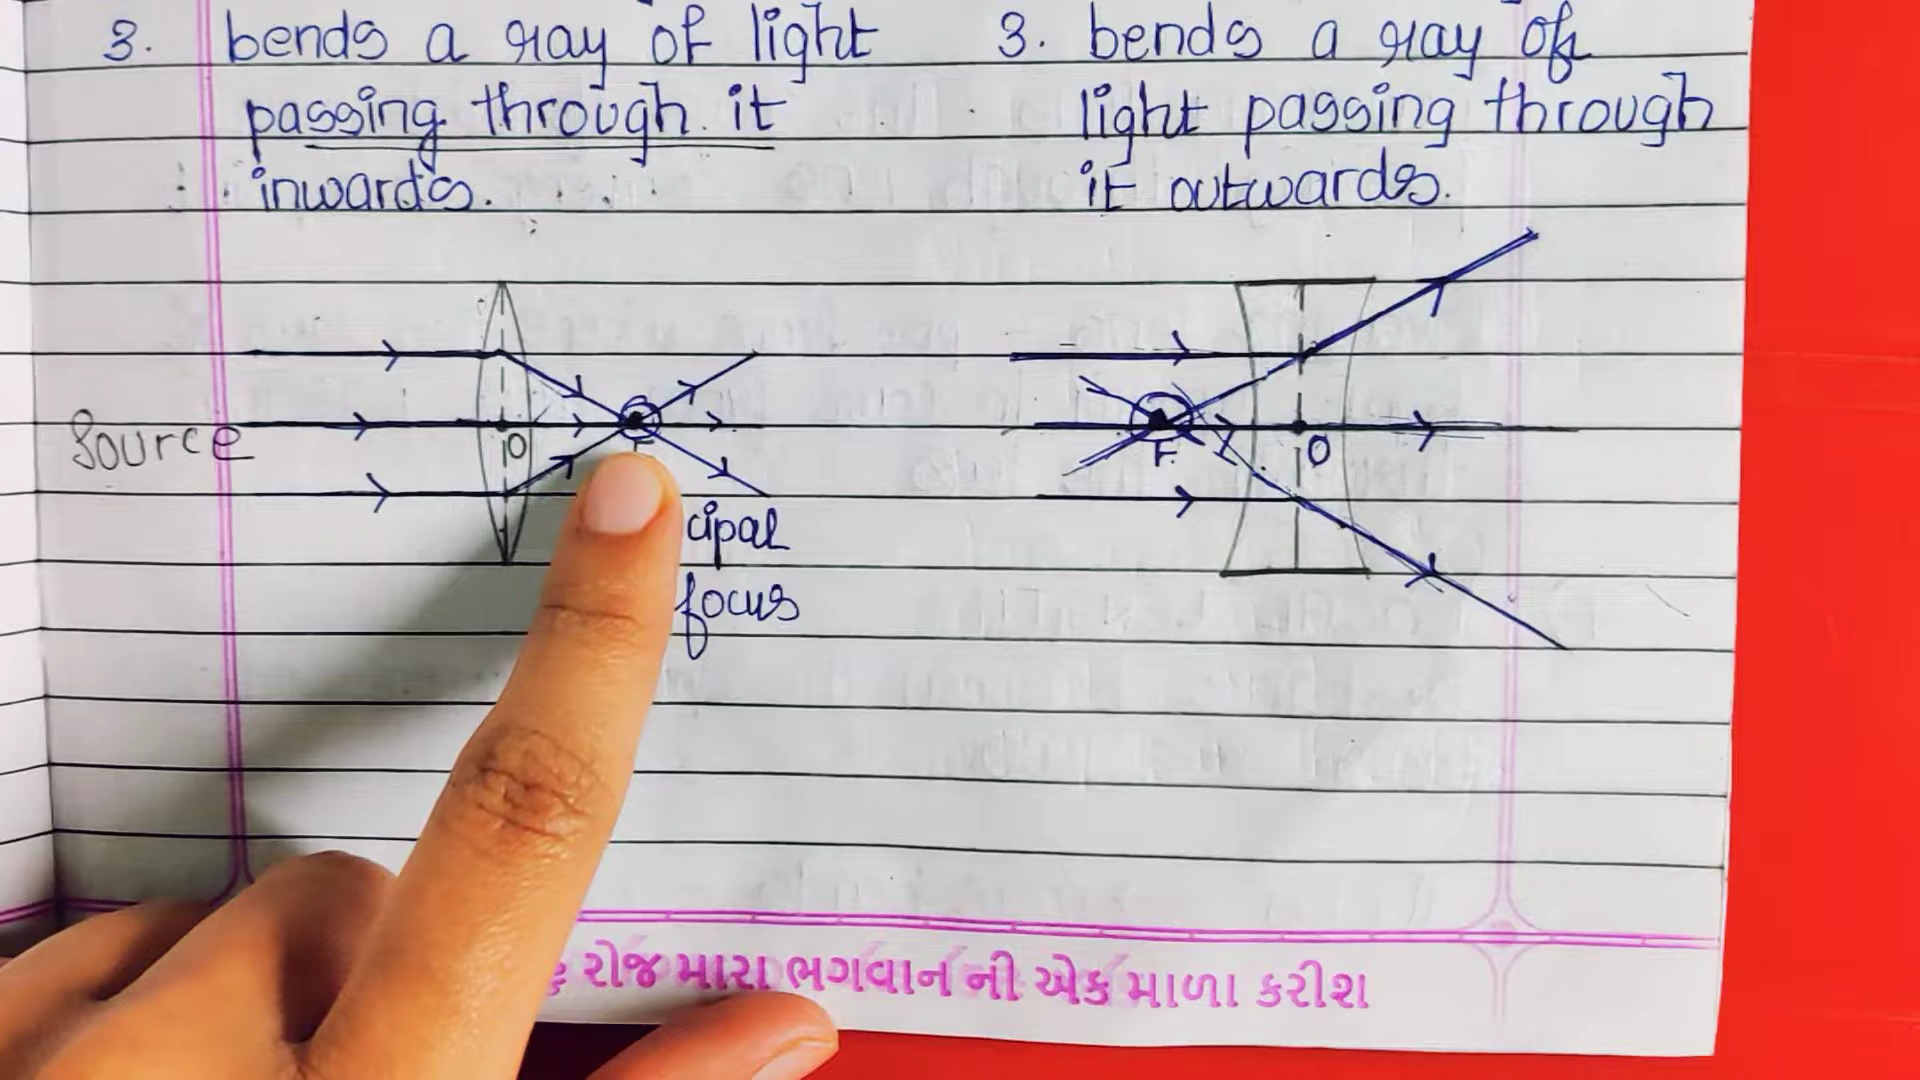 3. bends a ray of light
passing through it
inwards.
3. bends a ray of
light passing through
it outwards.
Source
O
cipal
focus
F
O
રોજ મારા ભગવાન ની એક માળા કરીશ